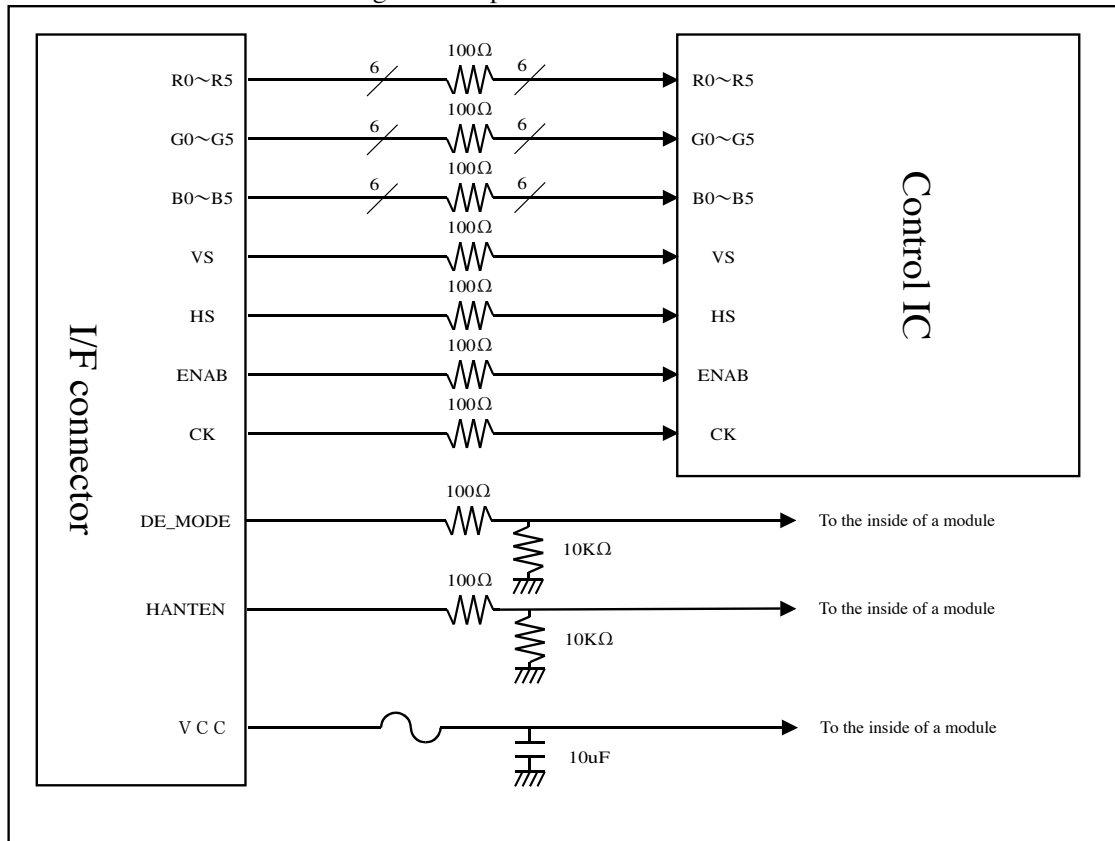 100Ω
R0～R5 6 6 R0～R5
100Ω
G0～G5 6 6 G0～G5
100Ω
B0～B5 6 6 B0～B5
100Ω
VS VS
100Ω
HS HS
100Ω
ENAB ENAB
100Ω
CK CK
I/F connector
Control IC
100Ω
DE_MODE To the inside of a module
10KΩ
100Ω
HANTEN To the inside of a module
10KΩ
V C C To the inside of a module
10uF